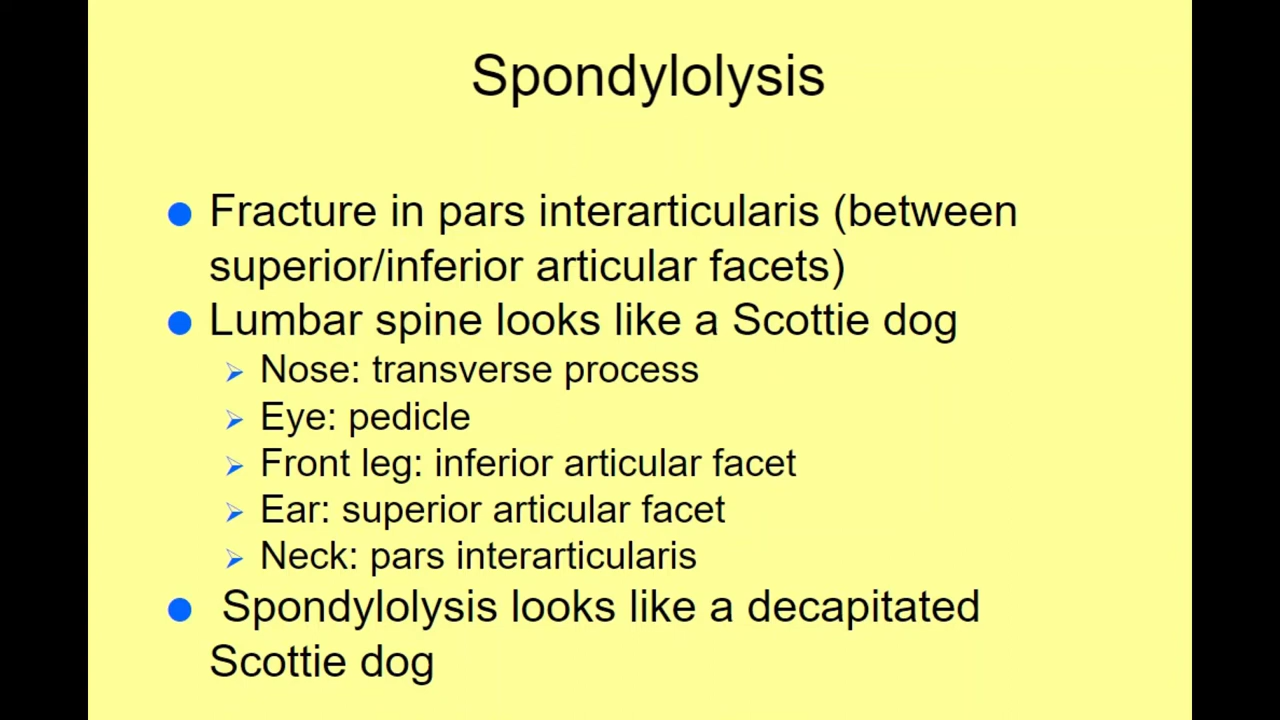 Spondylolysis
Fracture in pars interarticularis (between
superior/inferior articular facets)
Lumbar spine looks like a Scottie dog
Nose: transverse process
Eye: pedicle
Front leg: inferior articular facet
Ear: superior articular facet
Neck: pars interarticularis
Spondylolysis looks like a decapitated
Scottie dog